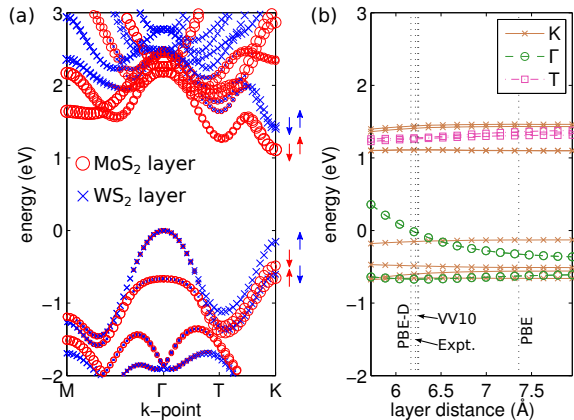 (a)
3
2
1
0
−1
−2
energy (eV)
MoS2 layer
WS2 layer
M
Γ
T
K
k-point
(b)
3
2
1
0
−1
−2
energy (eV)
K
Γ
T
PBE-D
VV10
Expt.
PBE
6
6.5
7
7.5
layer distance (Å)